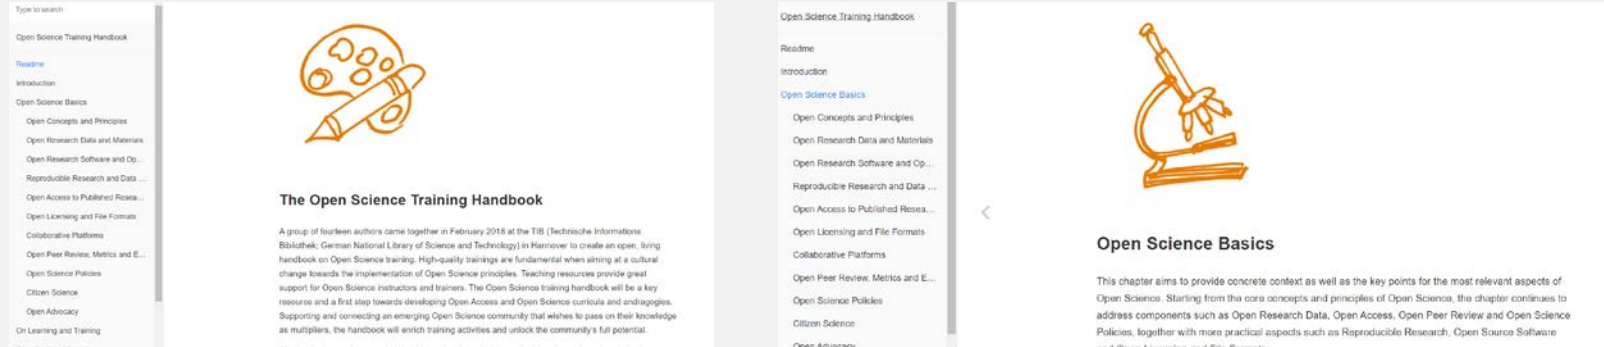 Type to search
Open Science Training Handbook
Readme
Introduction
Open Science Basics
Open Concepts and Principles
Open Research Data and Materials
Open Research Software and Op...
Reproducible Research and Data ...
Open Access to Published Resea...
Open Licensing and File Formats
Collaborative Platforms
Open Peer Review, Metrics and E...
Open Science Policies
Citizen Science
Open Advocacy
On Learning and Training
The Open Science Training Handbook
A group of fourteen authors came together in February 2018 at the TIB (Technische Informations
Bibliothek; German National Library of Science and Technology) in Hannover to create an open, living
handbook on Open Science training. High-quality trainings are fundamental when aiming at a cultural
change towards the implementation of Open Science principles. Teaching resources provide great
support for Open Science instructors and trainers. The Open Science training handbook will be a key
resource and a first step towards developing Open Access and Open Science curricula and andragogies.
Supporting and connecting an emerging Open Science community that wishes to pass on their knowledge
as multipliers, the handbook will enrich training activities and unlock the community's full potential.
Open Science Training Handbook
Readme
Introduction
Open Science Basics
Open Concepts and Principles
Open Research Data and Materials
Open Research Software and Op...
Reproducible Research and Data ...
Open Access to Published Resea...
Open Licensing and File Formats
Collaborative Platforms
Open Peer Review, Metrics and E...
Open Science Policies
Citizen Science
Open Advocacy
Open Science Basics
This chapter aims to provide concrete context as well as the key points for the most relevant aspects of
Open Science. Starting from the core concepts and principles of Open Science, the chapter continues to
address components such as Open Research Data, Open Access, Open Peer Review and Open Science
Policies, together with more practical aspects such as Reproducible Research, Open Source Software
and Open Licensing and File Formats.